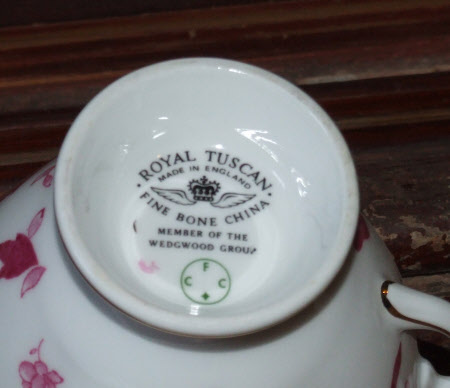 · ROYAL TUSCAN ·
MADE IN ENGLAND
FINE BONE CHINA
MEMBER OF THE
WEDGWOOD GROUP
F
C C